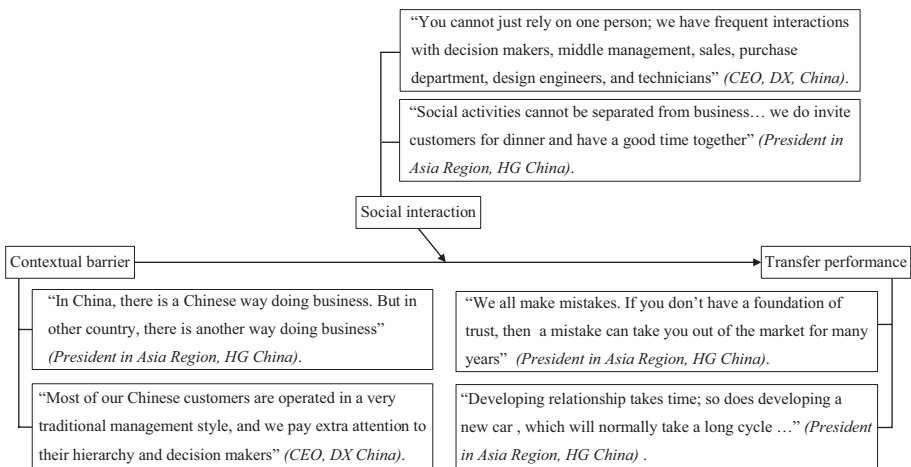 “You cannot just rely on one person; we have frequent interactions
with decision makers, middle management, sales, purchase
department, design engineers, and technicians” (CEO, DX, China).
“Social activities cannot be separated from business… we do invite
customers for dinner and have a good time together” (President in
Asia Region, HG China).
Social interaction
Contextual barrier
Transfer performance
“In China, there is a Chinese way doing business. But in
other country, there is another way doing business”
(President in Asia Region, HG China).
“Most of our Chinese customers are operated in a very
traditional management style, and we pay extra attention to
their hierarchy and decision makers” (CEO, DX China).
“We all make mistakes. If you don’t have a foundation of
trust, then a mistake can take you out of the market for many
years” (President in Asia Region, HG China).
“Developing relationship takes time; so does developing a
new car , which will normally take a long cycle …” (President
in Asia Region, HG China) .